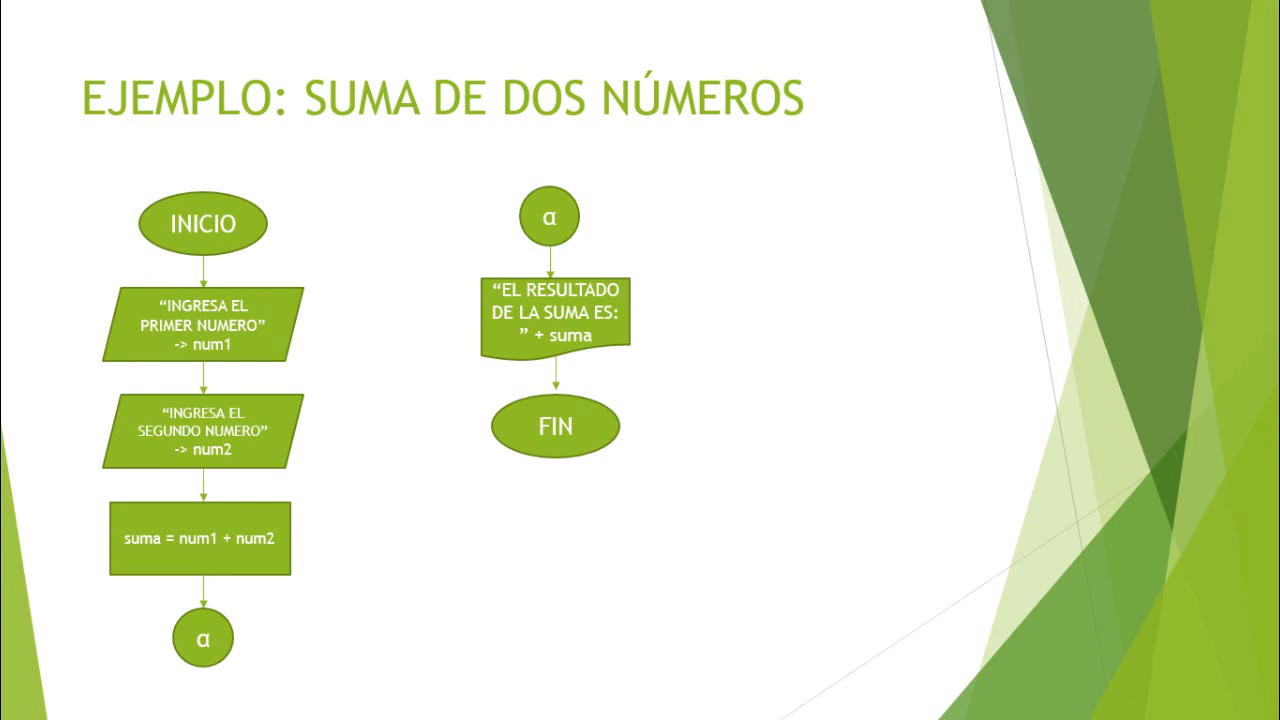 EJEMPLO: SUMA DE DOS NÚMEROS
INICIO
“INGRESA EL
PRIMER NUMERO”
-> num1
“INGRESA EL
SEGUNDO NUMERO”
-> num2
suma = num1 + num2
α
α
“EL RESULTADO
DE LA SUMA ES:
” + suma
FIN